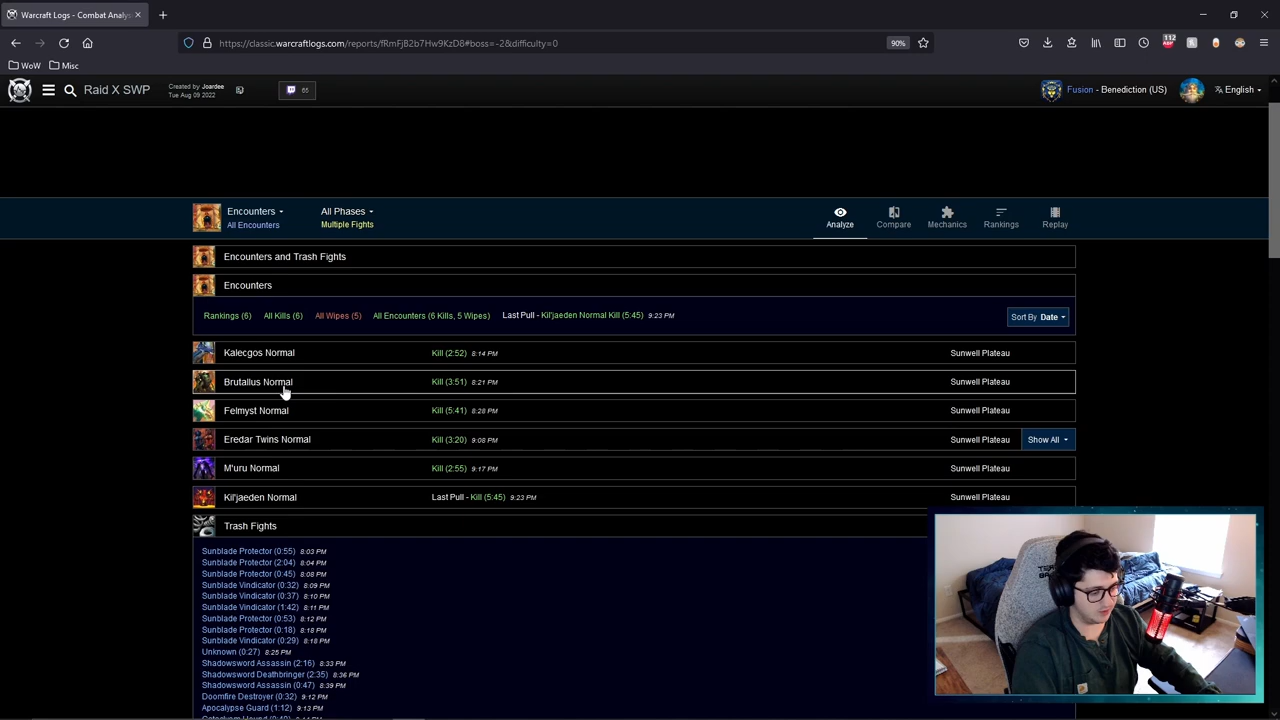 Warcraft Logs - Combat Analys
https://classic.warcraftlogs.com/reports/fRmFjB2b7Hw9KzD8#boss=-2&difficulty=0
90%
112
WoW
Misc
Raid X SWP
Created by Joardee
Tue Aug 09 2022
Fusion - Benediction (US)
English
Encounters
All Encounters
All Phases
Multiple Fights
Analyze
Compare
Mechanics
Rankings
Replay
Encounters and Trash Fights
Encounters
Rankings (6) All Kills (6) All Wipes (5) All Encounters (6 Kills, 5 Wipes) Last Pull - Kil'jaeden Normal Kill (5:45) 9:23 PM Sort By Date
Kalecgos Normal Kill (2:52) 8:14 PM Sunwell Plateau
Brutallus Normal Kill (3:51) 8:21 PM Sunwell Plateau
Felmyst Normal Kill (5:41) 8:28 PM Sunwell Plateau
Eredar Twins Normal Kill (3:20) 9:08 PM Sunwell Plateau Show All
M'uru Normal Kill (2:55) 9:17 PM Sunwell Plateau
Kil'jaeden Normal Last Pull - Kill (5:45) 9:23 PM Sunwell Plateau
Trash Fights
Sunblade Protector (0:55) 8:03 PM
Sunblade Protector (2:04) 8:04 PM
Sunblade Protector (0:45) 8:08 PM
Sunblade Vindicator (0:32) 8:09 PM
Sunblade Vindicator (0:37) 8:10 PM
Sunblade Vindicator (1:42) 8:11 PM
Sunblade Protector (0:53) 8:12 PM
Sunblade Protector (0:18) 8:18 PM
Sunblade Vindicator (0:29) 8:18 PM
Unknown (0:27) 8:25 PM
Shadowsword Assassin (2:16) 8:33 PM
Shadowsword Deathbringer (2:35) 8:36 PM
Shadowsword Assassin (0:47) 8:39 PM
Doomfire Destroyer (0:32) 9:12 PM
Apocalypse Guard (1:12) 9:13 PM